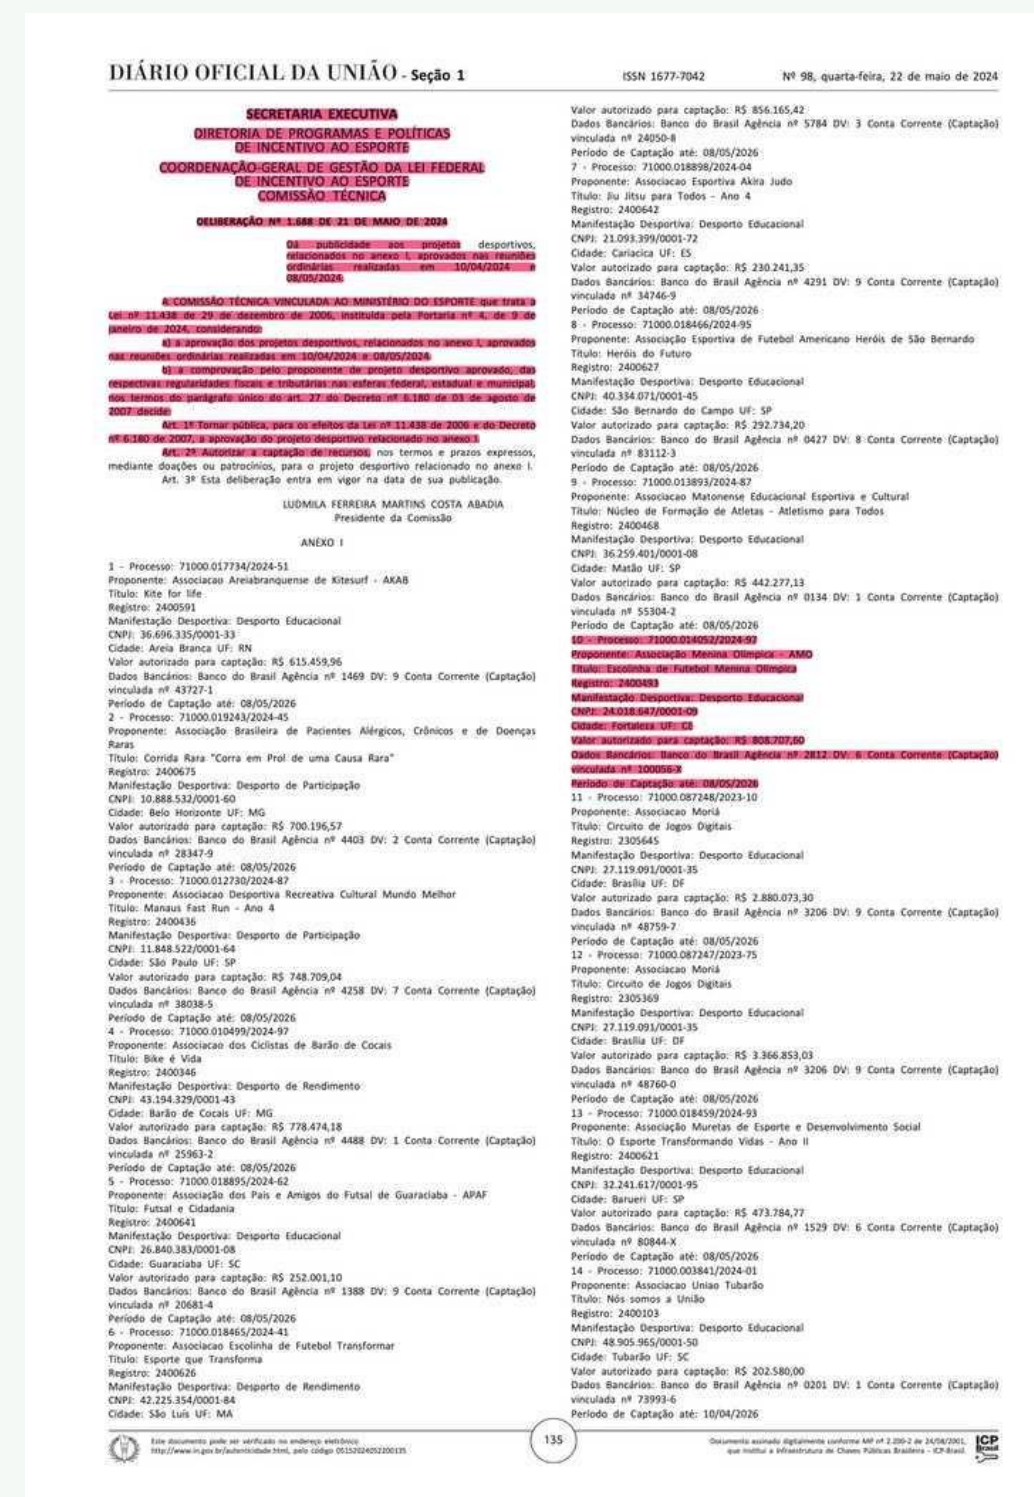 DIÁRIO OFICIAL DA UNIÃO - Seção 1
ISSN 1677-7042
Nº 98, quarta-feira, 22 de maio de 2024
SECRETARIA EXECUTIVA
DIRETORIA DE PROGRAMAS E POLÍTICAS
DE INCENTIVO AO ESPORTE
COORDENAÇÃO-GERAL DE GESTÃO DA LEI FEDERAL
DE INCENTIVO AO ESPORTE
COMISSÃO TÉCNICA
DELIBERAÇÃO Nº 1.688 DE 21 DE MAIO DE 2024
Dá publicidade aos projetos desportivos,
relacionados no anexo I, aprovados nas reuniões
ordinárias realizadas em 10/04/2024 e
08/05/2024.
A COMISSÃO TÉCNICA VINCULADA AO MINISTÉRIO DO ESPORTE que trata a
Lei nº 11.438 de 29 de dezembro de 2006, instituída pela Portaria nº 4, de 9 de
janeiro de 2024, considerando:
a) a aprovação dos projetos desportivos, relacionados no anexo I, aprovados
nas reuniões ordinárias realizadas em 10/04/2024 e 08/05/2024.
b) a comprovação pelo proponente de projeto desportivo aprovado, das
respectivas regularidades fiscais e tributárias nas esferas federal, estadual e municipal,
nos termos do parágrafo único do art. 27 do Decreto nº 6.180 de 03 de agosto de
2007 decide:
Art. 1º Tornar pública, para os efeitos da Lei nº 11.438 de 2006 e do Decreto
nº 6.180 de 2007, a aprovação do projeto desportivo relacionado no anexo I.
Art. 2º Autorizar a captação de recursos, nos termos e prazos expressos,
mediante doações ou patrocínios, para o projeto desportivo relacionado no anexo I.
Art. 3º Esta deliberação entra em vigor na data de sua publicação.
LUDMILA FERREIRA MARTINS COSTA ABADIA
Presidente da Comissão
ANEXO I
1 - Processo: 71000.017734/2024-51
Proponente: Associacao Areiabranquense de Kitesurf - AKAB
Título: Kite for life
Registro: 2400591
Manifestação Desportiva: Desporto Educacional
CNPJ: 36.696.335/0001-33
Cidade: Areia Branca UF: RN
Valor autorizado para captação: R$ 615.459,96
Dados Bancários: Banco do Brasil Agência nº 1469 DV: 9 Conta Corrente (Captação)
vinculada nº 43727-1
Período de Captação até: 08/05/2026
2 - Processo: 71000.019243/2024-45
Proponente: Associação Brasileira de Pacientes Alérgicos, Crônicos e de Doenças
Raras
Título: Corrida Rara "Corra em Prol de uma Causa Rara"
Registro: 2400675
Manifestação Desportiva: Desporto de Participação
CNPJ: 10.888.532/0001-60
Cidade: Belo Horizonte UF: MG
Valor autorizado para captação: R$ 700.196,57
Dados Bancários: Banco do Brasil Agência nº 4403 DV: 2 Conta Corrente (Captação)
vinculada nº 28347-9
Período de Captação até: 08/05/2026
3 - Processo: 71000.012730/2024-87
Proponente: Associacao Desportiva Recreativa Cultural Mundo Melhor
Título: Manaus Fast Run - Ano 4
Registro: 2400436
Manifestação Desportiva: Desporto de Participação
CNPJ: 11.848.522/0001-64
Cidade: São Paulo UF: SP
Valor autorizado para captação: R$ 748.709,04
Dados Bancários: Banco do Brasil Agência nº 4258 DV: 7 Conta Corrente (Captação)
vinculada nº 38038-5
Período de Captação até: 08/05/2026
4 - Processo: 71000.010499/2024-97
Proponente: Associacao dos Ciclistas de Barão de Cocais
Título: Bike é Vida
Registro: 2400346
Manifestação Desportiva: Desporto de Rendimento
CNPJ: 43.194.329/0001-43
Cidade: Barão de Cocais UF: MG
Valor autorizado para captação: R$ 778.474,18
Dados Bancários: Banco do Brasil Agência nº 4488 DV: 1 Conta Corrente (Captação)
vinculada nº 25963-2
Período de Captação até: 08/05/2026
5 - Processo: 71000.018895/2024-62
Proponente: Associação dos Pais e Amigos do Futsal de Guaraciaba - APAF
Título: Futsal e Cidadania
Registro: 2400641
Manifestação Desportiva: Desporto Educacional
CNPJ: 26.840.383/0001-08
Cidade: Guaraciaba UF: SC
Valor autorizado para captação: R$ 252.001,10
Dados Bancários: Banco do Brasil Agência nº 1388 DV: 9 Conta Corrente (Captação)
vinculada nº 20681-4
Período de Captação até: 08/05/2026
6 - Processo: 71000.018465/2024-41
Proponente: Associacao Escolinha de Futebol Transformar
Título: Esporte que Transforma
Registro: 2400626
Manifestação Desportiva: Desporto de Rendimento
CNPJ: 42.225.354/0001-84
Cidade: São Luís UF: MA
Valor autorizado para captação: R$ 856.165,42
Dados Bancários: Banco do Brasil Agência nº 5784 DV: 3 Conta Corrente (Captação)
vinculada nº 24050-8
Período de Captação até: 08/05/2026
7 - Processo: 71000.018898/2024-04
Proponente: Associacao Esportiva Akira Judo
Título: Jiu Jitsu para Todos - Ano 4
Registro: 2400642
Manifestação Desportiva: Desporto Educacional
CNPJ: 21.093.399/0001-72
Cidade: Cariacica UF: ES
Valor autorizado para captação: R$ 230.241,35
Dados Bancários: Banco do Brasil Agência nº 4291 DV: 9 Conta Corrente (Captação)
vinculada nº 34746-9
Período de Captação até: 08/05/2026
8 - Processo: 71000.018466/2024-95
Proponente: Associação Esportiva de Futebol Americano Heróis de São Bernardo
Título: Heróis do Futuro
Registro: 2400627
Manifestação Desportiva: Desporto Educacional
CNPJ: 40.334.071/0001-45
Cidade: São Bernardo do Campo UF: SP
Valor autorizado para captação: R$ 292.734,20
Dados Bancários: Banco do Brasil Agência nº 0427 DV: 8 Conta Corrente (Captação)
vinculada nº 83112-3
Período de Captação até: 08/05/2026
9 - Processo: 71000.013893/2024-87
Proponente: Associacao Matonense Educacional Esportiva e Cultural
Título: Núcleo de Formação de Atletas - Atletismo para Todos
Registro: 2400468
Manifestação Desportiva: Desporto Educacional
CNPJ: 36.259.401/0001-08
Cidade: Matão UF: SP
Valor autorizado para captação: R$ 442.277,13
Dados Bancários: Banco do Brasil Agência nº 0134 DV: 1 Conta Corrente (Captação)
vinculada nº 55304-2
Período de Captação até: 08/05/2026
10 - Processo: 71000.014052/2024-97
Proponente: Associação Menina Olímpica - AMO
Título: Escolinha de Futebol Menina Olímpica
Registro: 2400493
Manifestação Desportiva: Desporto Educacional
CNPJ: 24.018.647/0001-09
Cidade: Fortaleza UF: CE
Valor autorizado para captação: R$ 808.707,60
Dados Bancários: Banco do Brasil Agência nº 2812 DV: 6 Conta Corrente (Captação)
vinculada nº 100056-X
Período de Captação até: 08/05/2026
11 - Processo: 71000.087248/2023-10
Proponente: Associacao Moriá
Título: Circuito de Jogos Digitais
Registro: 2305645
Manifestação Desportiva: Desporto Educacional
CNPJ: 27.119.091/0001-35
Cidade: Brasília UF: DF
Valor autorizado para captação: R$ 2.880.073,30
Dados Bancários: Banco do Brasil Agência nº 3206 DV: 9 Conta Corrente (Captação)
vinculada nº 48759-7
Período de Captação até: 08/05/2026
12 - Processo: 71000.087247/2023-75
Proponente: Associacao Moriá
Título: Circuito de Jogos Digitais
Registro: 2305369
Manifestação Desportiva: Desporto Educacional
CNPJ: 27.119.091/0001-35
Cidade: Brasília UF: DF
Valor autorizado para captação: R$ 3.366.853,03
Dados Bancários: Banco do Brasil Agência nº 3206 DV: 9 Conta Corrente (Captação)
vinculada nº 48760-0
Período de Captação até: 08/05/2026
13 - Processo: 71000.018459/2024-93
Proponente: Associação Muretas de Esporte e Desenvolvimento Social
Título: O Esporte Transformando Vidas - Ano II
Registro: 2400621
Manifestação Desportiva: Desporto Educacional
CNPJ: 32.241.617/0001-95
Cidade: Barueri UF: SP
Valor autorizado para captação: R$ 473.784,77
Dados Bancários: Banco do Brasil Agência nº 1529 DV: 6 Conta Corrente (Captação)
vinculada nº 80844-X
Período de Captação até: 08/05/2026
14 - Processo: 71000.003841/2024-01
Proponente: Associacao Uniao Tubarão
Título: Nós somos a União
Registro: 2400103
Manifestação Desportiva: Desporto Educacional
CNPJ: 48.905.965/0001-50
Cidade: Tubarão UF: SC
Valor autorizado para captação: R$ 202.580,00
Dados Bancários: Banco do Brasil Agência nº 0201 DV: 1 Conta Corrente (Captação)
vinculada nº 73993-6
Período de Captação até: 10/04/2026
Este documento pode ser verificado no endereço eletrônico
http://www.in.gov.br/autenticidade.html, pelo código 05152024052200135
135
Documento assinado digitalmente conforme MP nº 2.200-2 de 24/08/2001,
que institui a Infraestrutura de Chaves Públicas Brasileira - ICP-Brasil.
ICP
Brasil